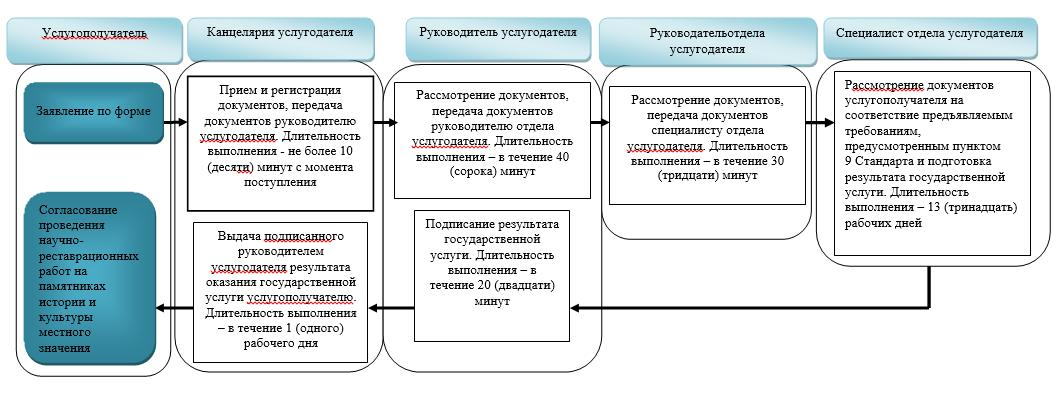 Услугополучатель
Канцелярия услугодателя
Руководитель услугодателя
Руководательотдела
услугодателя
Специалист отдела услугодателя
Заявление по форме
Прием и регистрация
документов, передача
документов руководителю
услугодателя. Длительность
выполнения - не более 10
(десяти) минут с момента
поступления
Рассмотрение документов,
передача документов
руководителю отдела
услугодателя. Длительность
выполнения – в течение 40
(сорока) минут
Рассмотрение документов,
передача документов
специалисту отдела
услугодателя. Длительность
выполнения – в течение 30
(тридцати) минут
Рассмотрение документов
услугополучателя на
соответствие предъявляемым
требованиям,
предусмотренным пунктом
9 Стандарта и подготовка
результата государственной
услуги. Длительность
выполнения – 13 (тринадцать)
рабочих дней
Согласование
проведения
научно-
реставрационных
работ на
памятниках
истории и
культуры
местного
значения
Выдача подписанного
руководителем
услугодателя результата
оказания государственной
услуги услугополучателю.
Длительность выполнения
– в течение 1 (одного)
рабочего дня
Подписание результата
государственной
услуги. Длительность
выполнения – в
течение 20 (двадцати)
минут